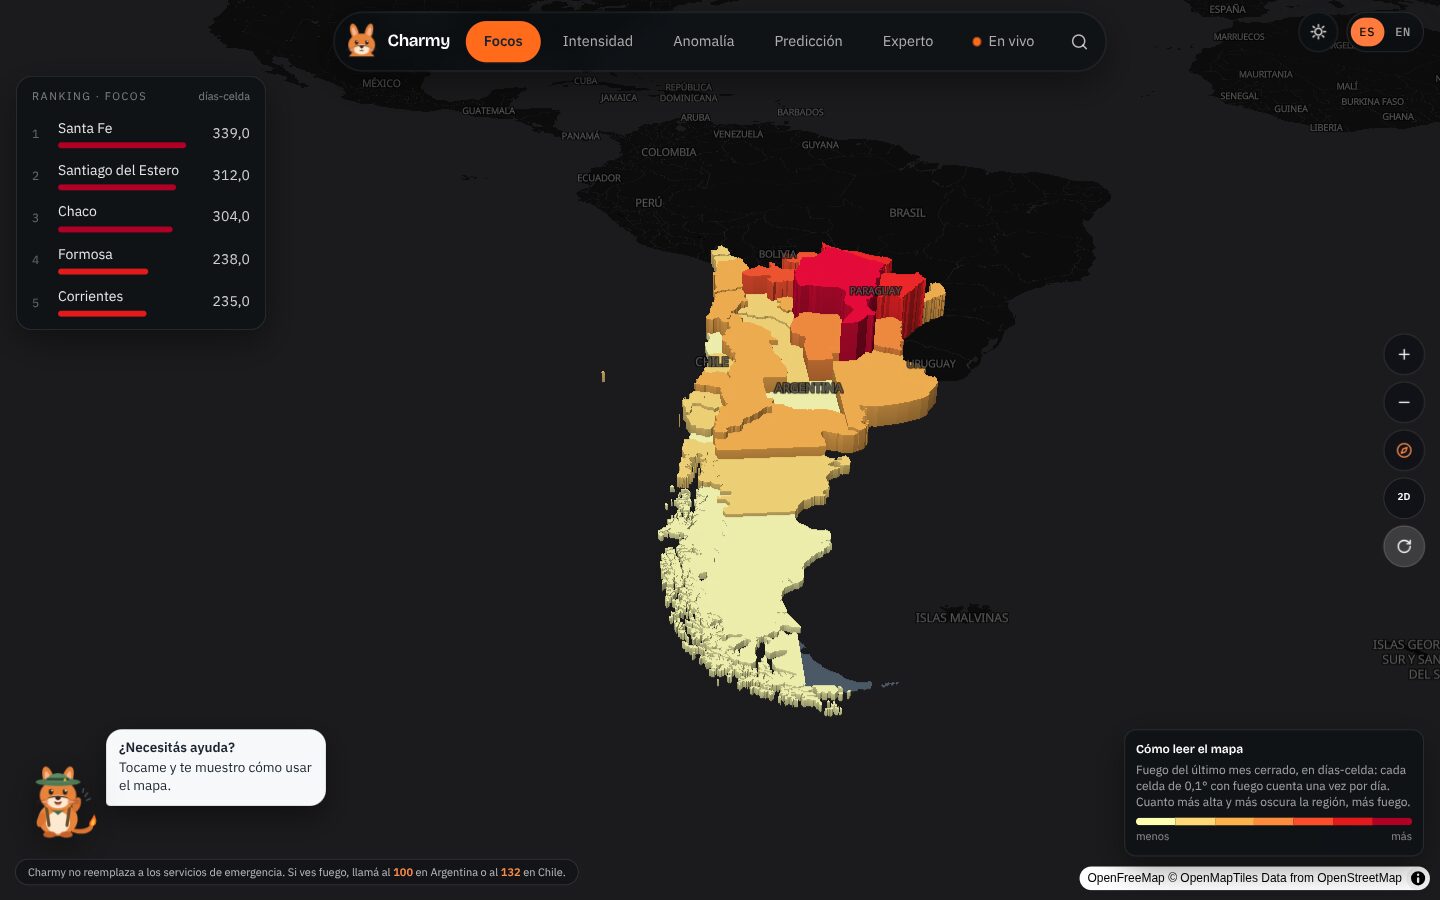 Charmy
Focos
Intensidad
Anomalía
Predicción
Experto
En vivo
ES
EN
RANKING · FOCOS
días-celda
1 Santa Fe 339,0
2 Santiago del Estero 312,0
3 Chaco 304,0
4 Formosa 238,0
5 Corrientes 235,0
ESPAÑA
MARRUECOS
MAURITANIA
MALÍ
SENEGAL
BURKINA FASO
GUINEA
GHANA
LIBERIA
MÉXICO
CUBA
JAMAICA
REPÚBLICA
DOMINICANA
GUATEMALA
ARUBA
BARBADOS
PANAMÁ
VENEZUELA
GUYANA
COLOMBIA
ECUADOR
PERÚ
BRASIL
BOLIVIA
PARAGUAY
CHILE
URUGUAY
ARGENTINA
ISLAS MALVINAS
ISLAS GEOR
SUR Y SAN
DEL S
2D
¿Necesitás ayuda?
Tocame y te muestro cómo usar
el mapa.
Charmy no reemplaza a los servicios de emergencia. Si ves fuego, llamá al 100 en Argentina o al 132 en Chile.
Cómo leer el mapa
Fuego del último mes cerrado, en días-celda: cada
celda de 0,1° con fuego cuenta una vez por día.
Cuanto más alta y más oscura la región, más fuego.
menos
más
OpenFreeMap © OpenMapTiles Data from OpenStreetMap